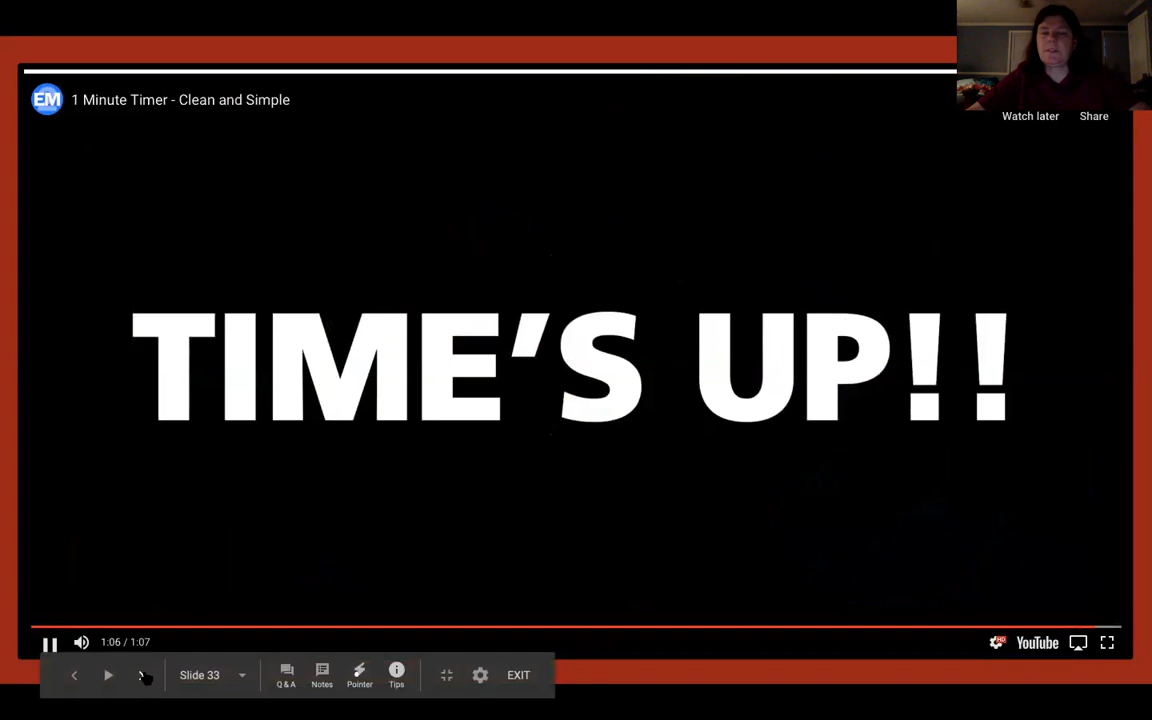 EM 1 Minute Timer - Clean and Simple
Watch later Share
TIME'S UP!!
1:06 / 1:07
HD YouTube
Slide 33 Q & A Notes Pointer Tips EXIT